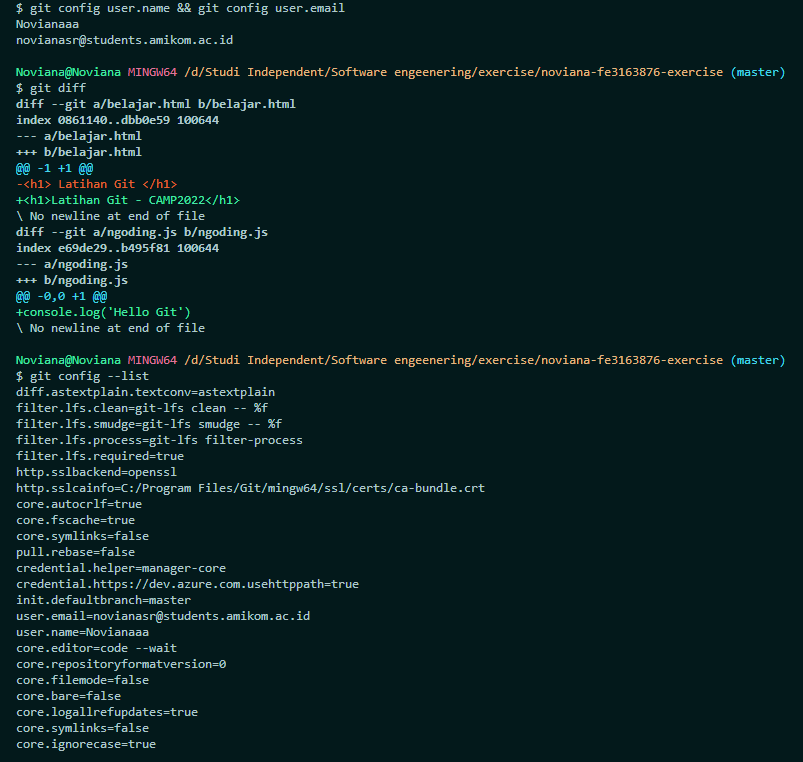 $ git config user.name && git config user.email
Novianaaa
novianasr@students.amikom.ac.id
Noviana@Noviana MINGW64 /d/Studi Independent/Software engeenering/exercise/noviana-fe3163876-exercise (master)
$ git diff
diff --git a/belajar.html b/belajar.html
index 0861140..dbb0e59 100644
--- a/belajar.html
+++ b/belajar.html
@@ -1 +1 @@
-<h1> Latihan Git </h1>
+<h1>Latihan Git - CAMP2022</h1>
\ No newline at end of file
diff --git a/ngoding.js b/ngoding.js
index e69de29..b495f81 100644
--- a/ngoding.js
+++ b/ngoding.js
@@ -0,0 +1 @@
+console.log('Hello Git')
\ No newline at end of file
Noviana@Noviana MINGW64 /d/Studi Independent/Software engeenering/exercise/noviana-fe3163876-exercise (master)
$ git config --list
diff.astextplain.textconv=astextplain
filter.lfs.clean=git-lfs clean -- %f
filter.lfs.smudge=git-lfs smudge -- %f
filter.lfs.process=git-lfs filter-process
filter.lfs.required=true
http.sslbackend=openssl
http.sslcainfo=C:/Program Files/Git/mingw64/ssl/certs/ca-bundle.crt
core.autocrlf=true
core.fscache=true
core.symlinks=false
pull.rebase=false
credential.helper=manager-core
credential.https://dev.azure.com.usehttppath=true
init.defaultbranch=master
user.email=novianasr@students.amikom.ac.id
user.name=Novianaaa
core.editor=code --wait
core.repositoryformatversion=0
core.filemode=false
core.bare=false
core.logallrefupdates=true
core.symlinks=false
core.ignorecase=true